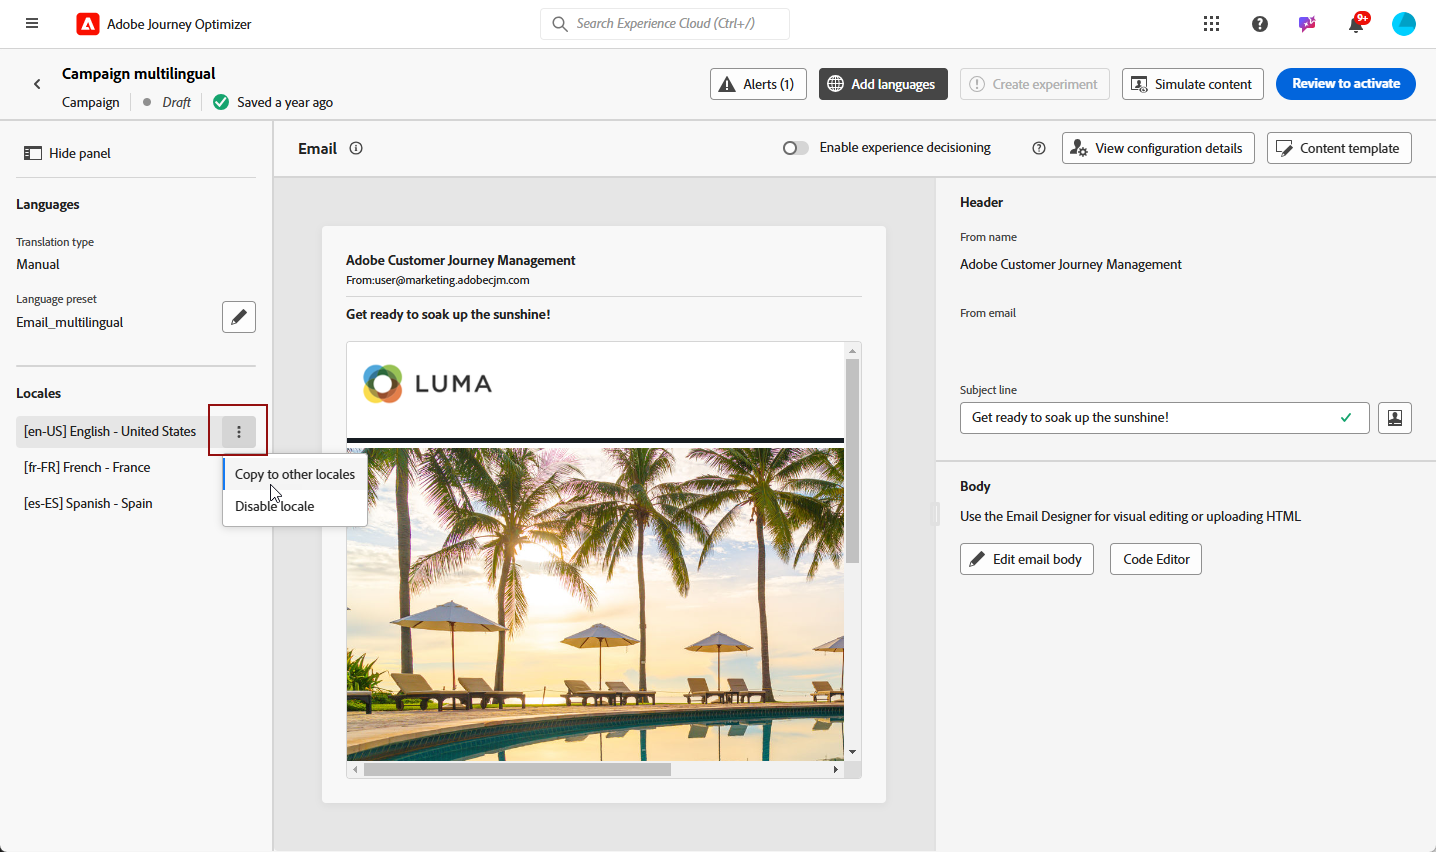 Adobe Journey Optimizer
Search Experience Cloud (Ctrl+/)
9+
Campaign multilingual
Campaign
Draft
Saved a year ago
Alerts (1)
Add languages
Create experiment
Simulate content
Review to activate
Hide panel
Email
Enable experience decisioning
View configuration details
Content template
Languages
Translation type
Manual
Language preset
Email_multilingual
Locales
[en-US] English - United States
[fr-FR] French - France
[es-ES] Spanish - Spain
Copy to other locales
Disable locale
Adobe Customer Journey Management
From:user@marketing.adobecjm.com
Get ready to soak up the sunshine!
LUMA
Header
From name
Adobe Customer Journey Management
From email
Subject line
Get ready to soak up the sunshine!
Body
Use the Email Designer for visual editing or uploading HTML
Edit email body
Code Editor